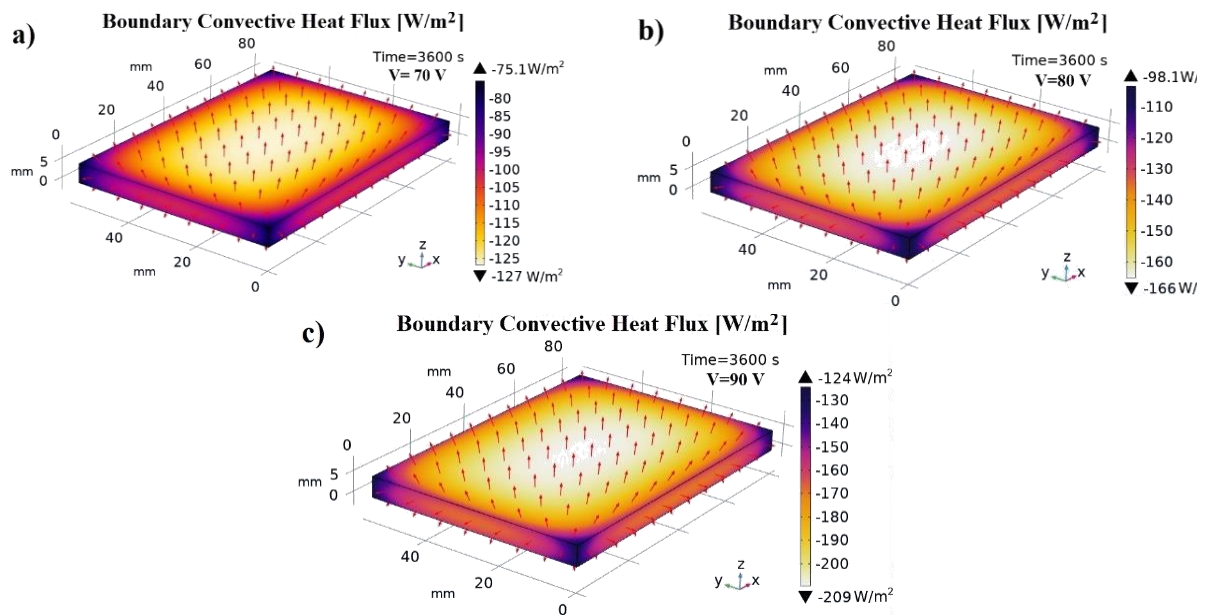 a)
Boundary Convective Heat Flux [W/m²]
Time=3600 s
V= 70 V
80
60
mm
40
20
0
5
0
mm
40
mm
20
0
y z x
▲ -75.1 W/m²
-80
-85
-90
-95
-100
-105
-110
-115
-120
-125
▼ -127 W/m²
b)
Boundary Convective Heat Flux [W/m²]
Time=3600 s
V=80 V
80
60
mm
40
20
0
5
0
mm
40
20
mm
0
y z x
▲ -98.1 W/
-110
-120
-130
-140
-150
-160
▼ -166 W/
c)
Boundary Convective Heat Flux [W/m²]
Time=3600 s
V=90 V
80
60
mm
40
20
0
5
0
mm
40
20
mm
0
y z x
▲ -124 W/m²
-130
-140
-150
-160
-170
-180
-190
-200
▼ -209 W/m²